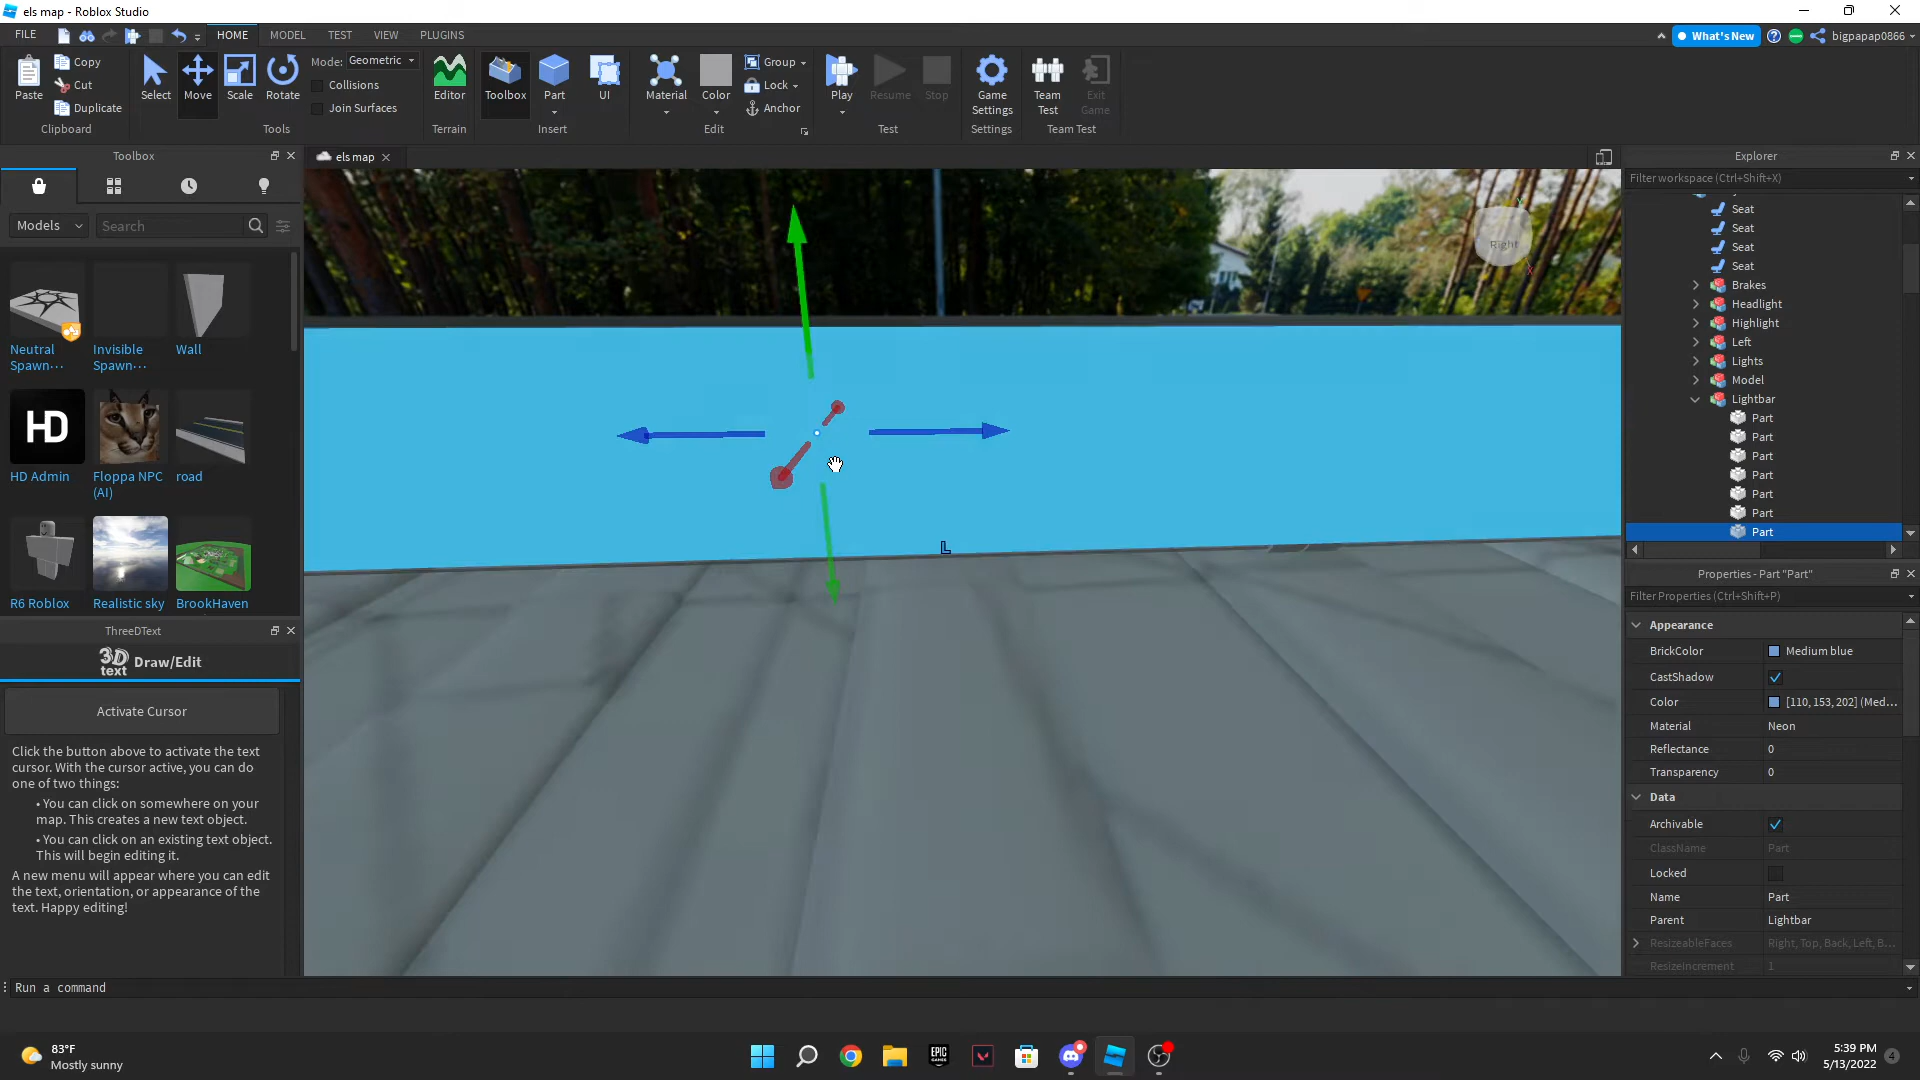 els map - Roblox Studio
FILE
HOME
MODEL
TEST
VIEW
PLUGINS
What's New
bigpapap0866
Paste
Copy
Cut
Duplicate
Clipboard
Select
Move
Scale
Rotate
Mode: Geometric
Collisions
Join Surfaces
Tools
Editor
Terrain
Toolbox
Part
UI
Insert
Material
Color
Group
Lock
Anchor
Edit
Play
Resume
Stop
Test
Game
Settings
Settings
Team
Test
Exit
Game
Team Test
Toolbox
Models
Search
Neutral
Spawn...
Invisible
Spawn...
Wall
HD
HD Admin
Floppa NPC
(AI)
road
R6 Roblox
Realistic sky
BrookHaven
ThreeDText
3D
text
Draw/Edit
Activate Cursor
Click the button above to activate the text
cursor. With the cursor active, you can do
one of two things:
• You can click on somewhere on your
map. This creates a new text object.
• You can click on an existing text object.
This will begin editing it.
A new menu will appear where you can edit
the text, orientation, or appearance of the
text. Happy editing!
els map
Right
Y
X
L
Explorer
Filter workspace (Ctrl+Shift+X)
Seat
Seat
Seat
Seat
Brakes
Headlight
Highlight
Left
Lights
Model
Lightbar
Part
Part
Part
Part
Part
Part
Part
Properties - Part "Part"
Filter Properties (Ctrl+Shift+P)
Appearance
BrickColor Medium blue
CastShadow
Color [110, 153, 202] (Med...
Material Neon
Reflectance 0
Transparency 0
Data
Archivable
ClassName Part
Locked
Name Part
Parent Lightbar
ResizeableFaces Right, Top, Back, Left, B...
ResizeIncrement 1
Run a command
83°F
Mostly sunny
EPIC
GAMES
5:39 PM
5/13/2022
4